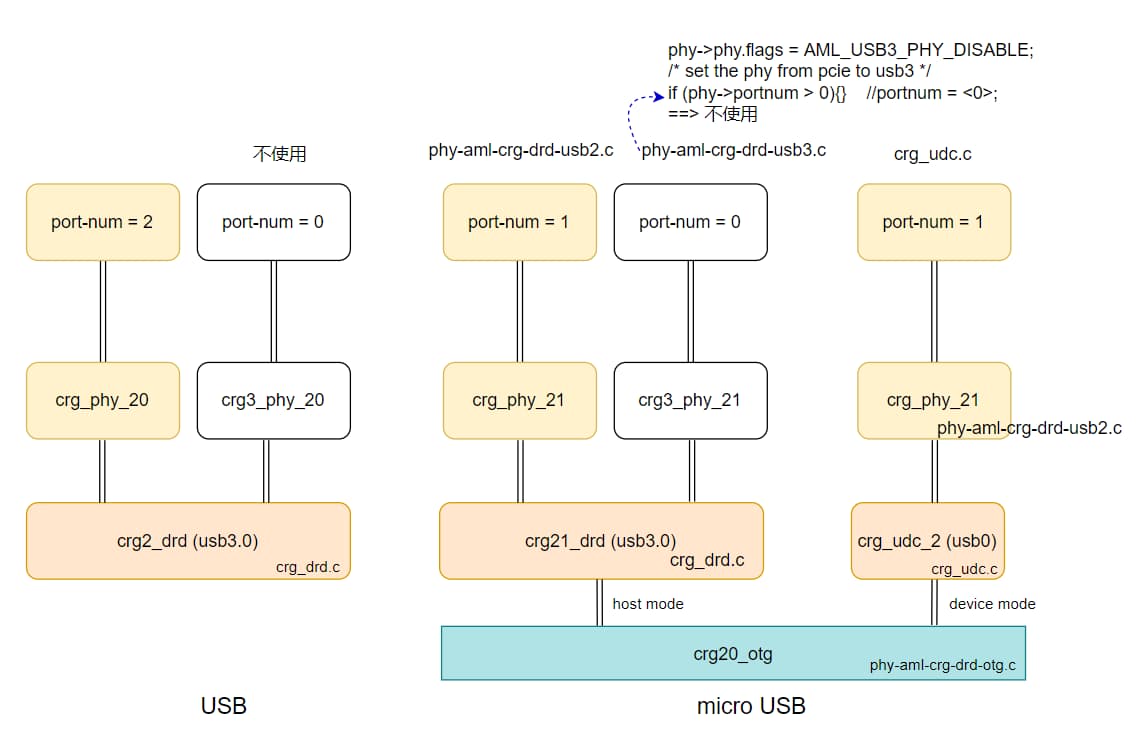 phy->phy.flags = AML_USB3_PHY_DISABLE;
/* set the phy from pcie to usb3 */
if (phy->portnum > 0){} //portnum = <0>;
==> 不使用
不使用
phy-aml-crg-drd-usb2.c
phy-aml-crg-drd-usb3.c
crg_udc.c
port-num = 2
port-num = 0
port-num = 1
port-num = 0
port-num = 1
crg_phy_20
crg3_phy_20
crg_phy_21
crg3_phy_21
crg_phy_21
phy-aml-crg-drd-usb2.c
crg2_drd (usb3.0)
crg_drd.c
crg21_drd (usb3.0)
crg_drd.c
crg_udc_2 (usb0)
crg_udc.c
host mode
device mode
crg20_otg
phy-aml-crg-drd-otg.c
USB
micro USB